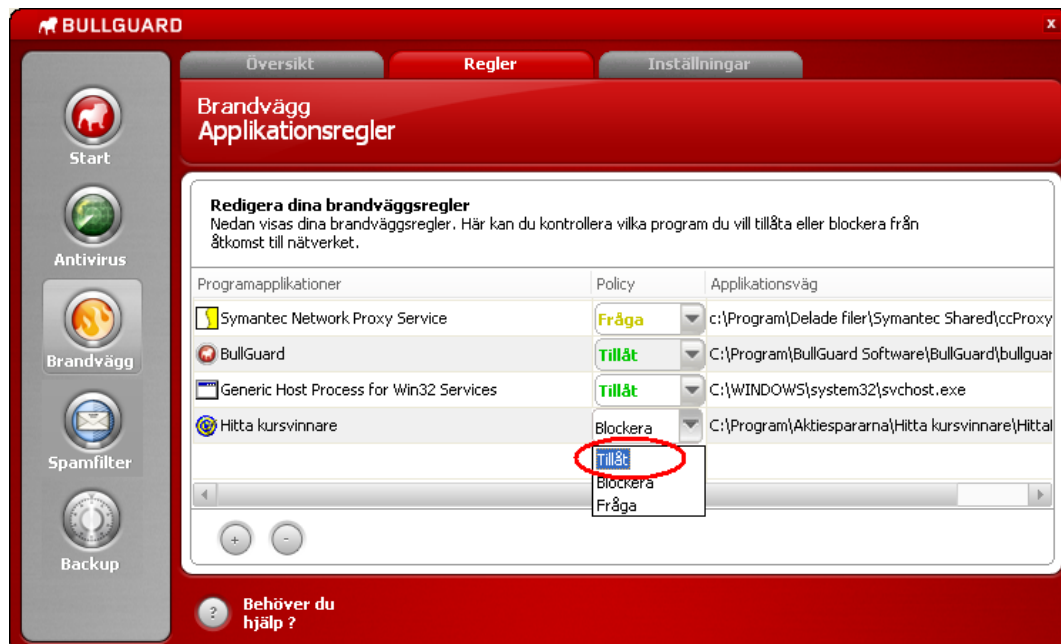 BULLGUARD
x
Översikt
Regler
Inställningar
Brandvägg
Applikationsregler
Start
Antivirus
Brandvägg
Spamfilter
Backup
Redigera dina brandväggsregler
Nedan visas dina brandväggsregler. Här kan du kontrollera vilka program du vill tillåta eller blockera från
åtkomst till nätverket.
Programapplikationer Policy Applikationsväg
Symantec Network Proxy Service Fråga c:\Program\Delade filer\Symantec Shared\ccProxy
BullGuard Tillåt C:\Program\BullGuard Software\BullGuard\bullguar
Generic Host Process for Win32 Services Tillåt C:\WINDOWS\system32\svchost.exe
Hitta kursvinnare Blockera C:\Program\Aktiespararna\Hitta kursvinnare\Hittal
Tillåt
Blockera
Fråga
+ -
? Behöver du
hjälp ?